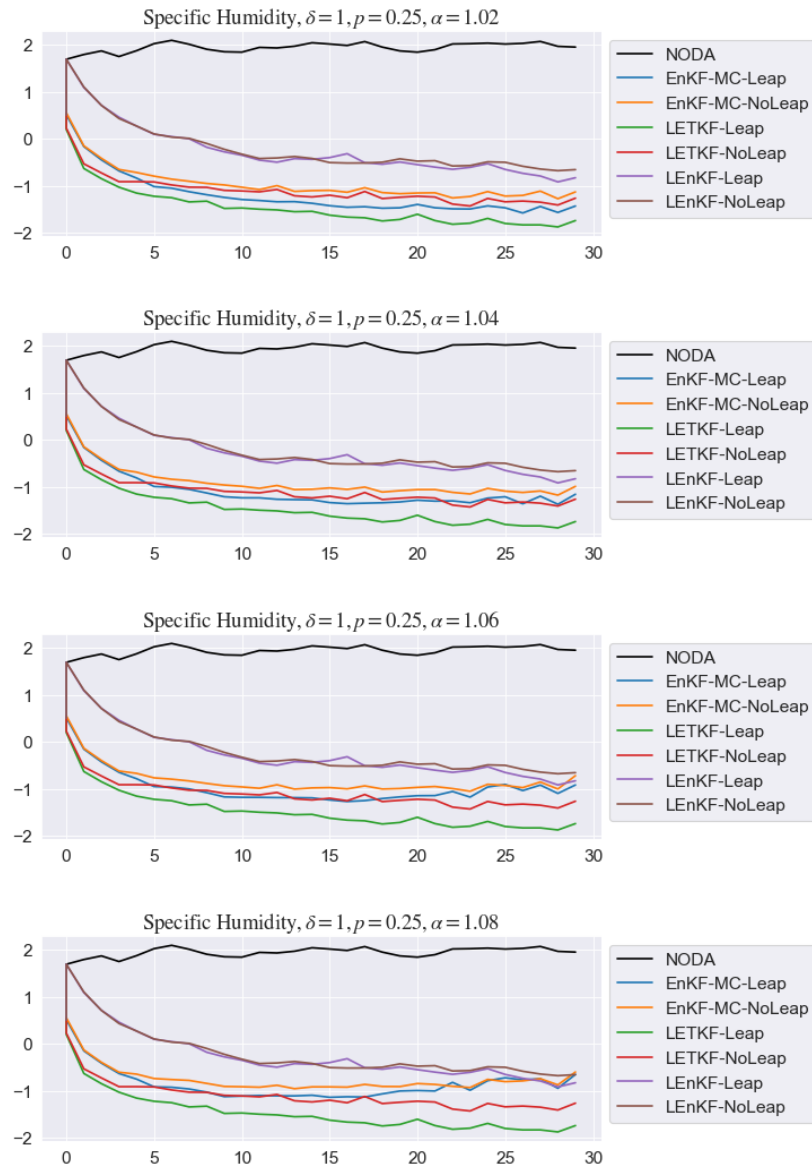 Specific Humidity, δ = 1, p = 0.25, α = 1.02
2
1
0
−1
−2
0 5 10 15 20 25 30
NODA
EnKF-MC-Leap
EnKF-MC-NoLeap
LETKF-Leap
LETKF-NoLeap
LEnKF-Leap
LEnKF-NoLeap
Specific Humidity, δ = 1, p = 0.25, α = 1.04
2
1
0
−1
−2
0 5 10 15 20 25 30
NODA
EnKF-MC-Leap
EnKF-MC-NoLeap
LETKF-Leap
LETKF-NoLeap
LEnKF-Leap
LEnKF-NoLeap
Specific Humidity, δ = 1, p = 0.25, α = 1.06
2
1
0
−1
−2
0 5 10 15 20 25 30
NODA
EnKF-MC-Leap
EnKF-MC-NoLeap
LETKF-Leap
LETKF-NoLeap
LEnKF-Leap
LEnKF-NoLeap
Specific Humidity, δ = 1, p = 0.25, α = 1.08
2
1
0
−1
−2
0 5 10 15 20 25 30
NODA
EnKF-MC-Leap
EnKF-MC-NoLeap
LETKF-Leap
LETKF-NoLeap
LEnKF-Leap
LEnKF-NoLeap